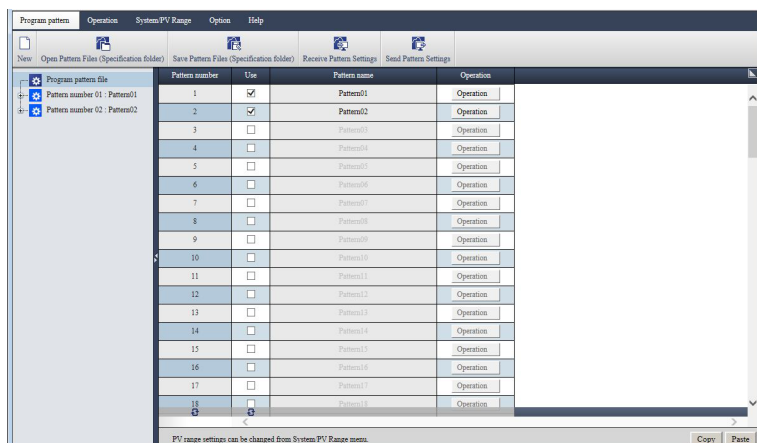 Program pattern Operation System/PV Range Option Help
New Open Pattern Files (Specification folder) Save Pattern Files (Specification folder) Receive Pattern Settings Send Pattern Settings
Program pattern file
Pattern number 01 : Pattern01
Pattern number 02 : Pattern02
Pattern number Use Pattern name Operation
1 Pattern01 Operation
2 Pattern02 Operation
3 Pattern03 Operation
4 Pattern04 Operation
5 Pattern05 Operation
6 Pattern06 Operation
7 Pattern07 Operation
8 Pattern08 Operation
9 Pattern09 Operation
10 Pattern10 Operation
11 Pattern11 Operation
12 Pattern12 Operation
13 Pattern13 Operation
14 Pattern14 Operation
15 Pattern15 Operation
16 Pattern16 Operation
17 Pattern17 Operation
18 Pattern18 Operation
PV range settings can be changed from System/PV Range menu.
Copy Paste